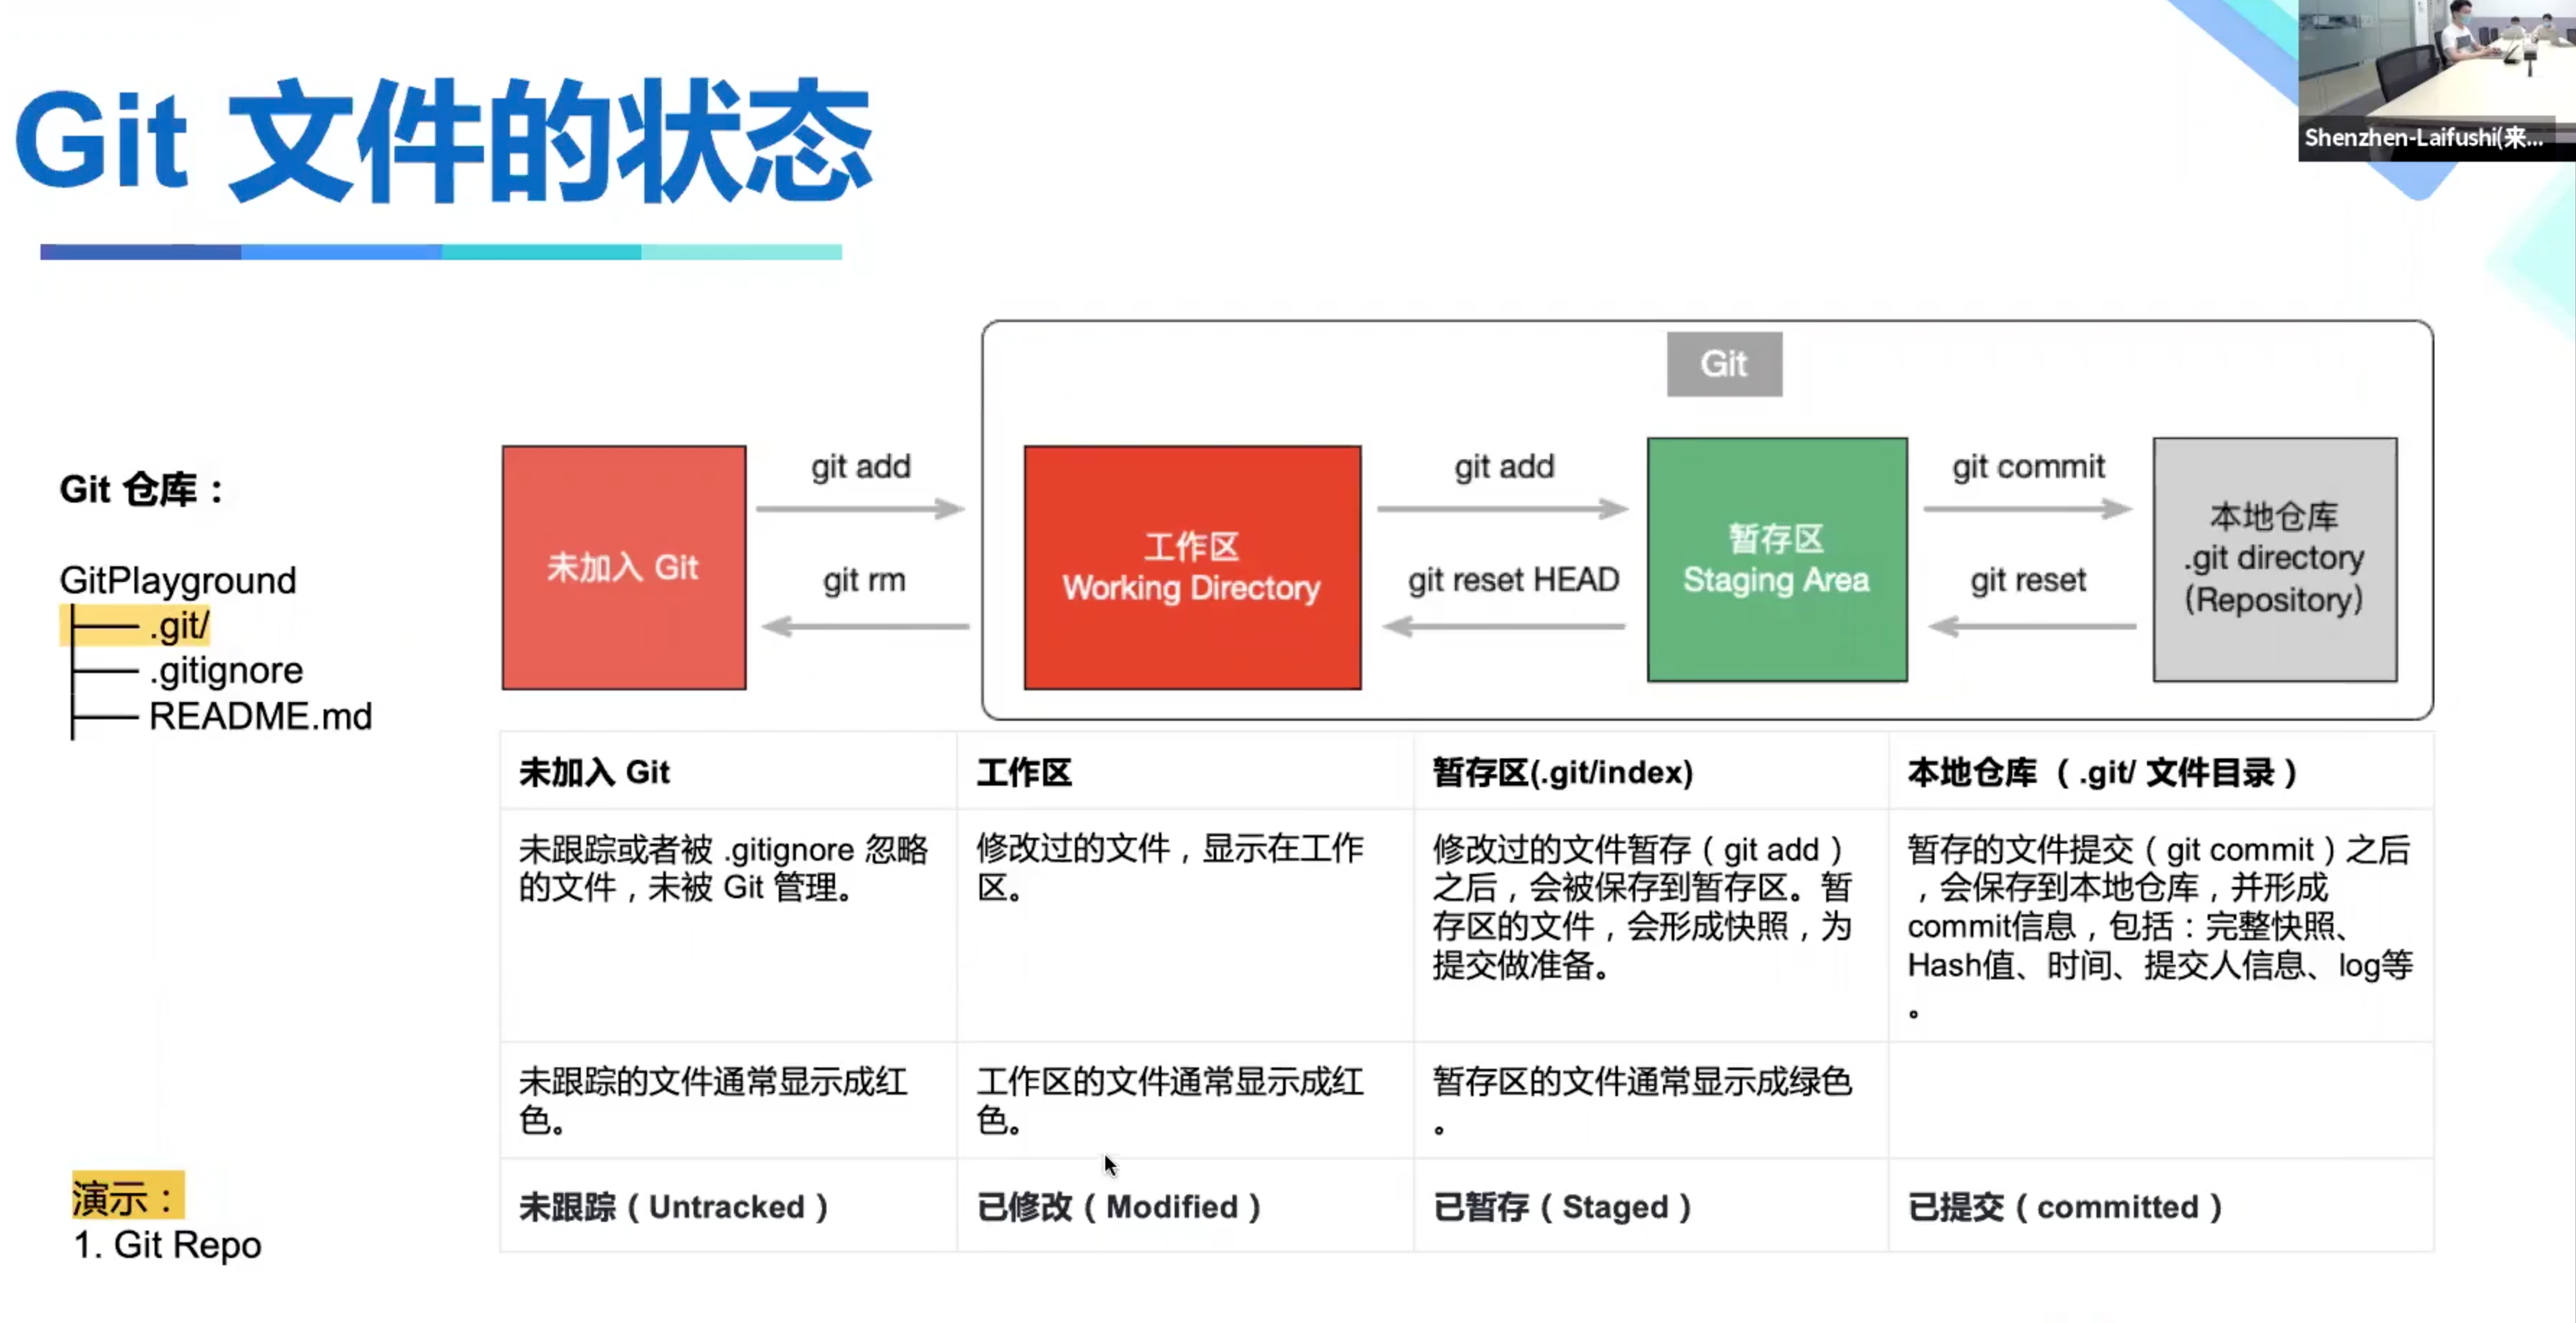 Git 文件的状态
Shenzhen-Laifushi(来...
Git 仓库：
GitPlayground
.git/
.gitignore
README.md
演示：
1. Git Repo
Git
未加入 Git
git add
git rm
工作区
Working Directory
git add
git reset HEAD
暂存区
Staging Area
git commit
git reset
本地仓库
.git directory
(Repository)
未加入 Git
工作区
暂存区(.git/index)
本地仓库（.git/ 文件目录）
未跟踪或者被 .gitignore 忽略
的文件，未被 Git 管理。
修改过的文件，显示在工作
区。
修改过的文件暂存（git add）
之后，会被保存到暂存区。暂
存区的文件，会形成快照，为
提交做准备。
暂存的文件提交（git commit）之后
，会保存到本地仓库，并形成
commit信息，包括：完整快照、
Hash值、时间、提交人信息、log等
。
未跟踪的文件通常显示成红
色。
工作区的文件通常显示成红
色。
暂存区的文件通常显示成绿色
。
未跟踪（Untracked）
已修改（Modified）
已暂存（Staged）
已提交（committed）